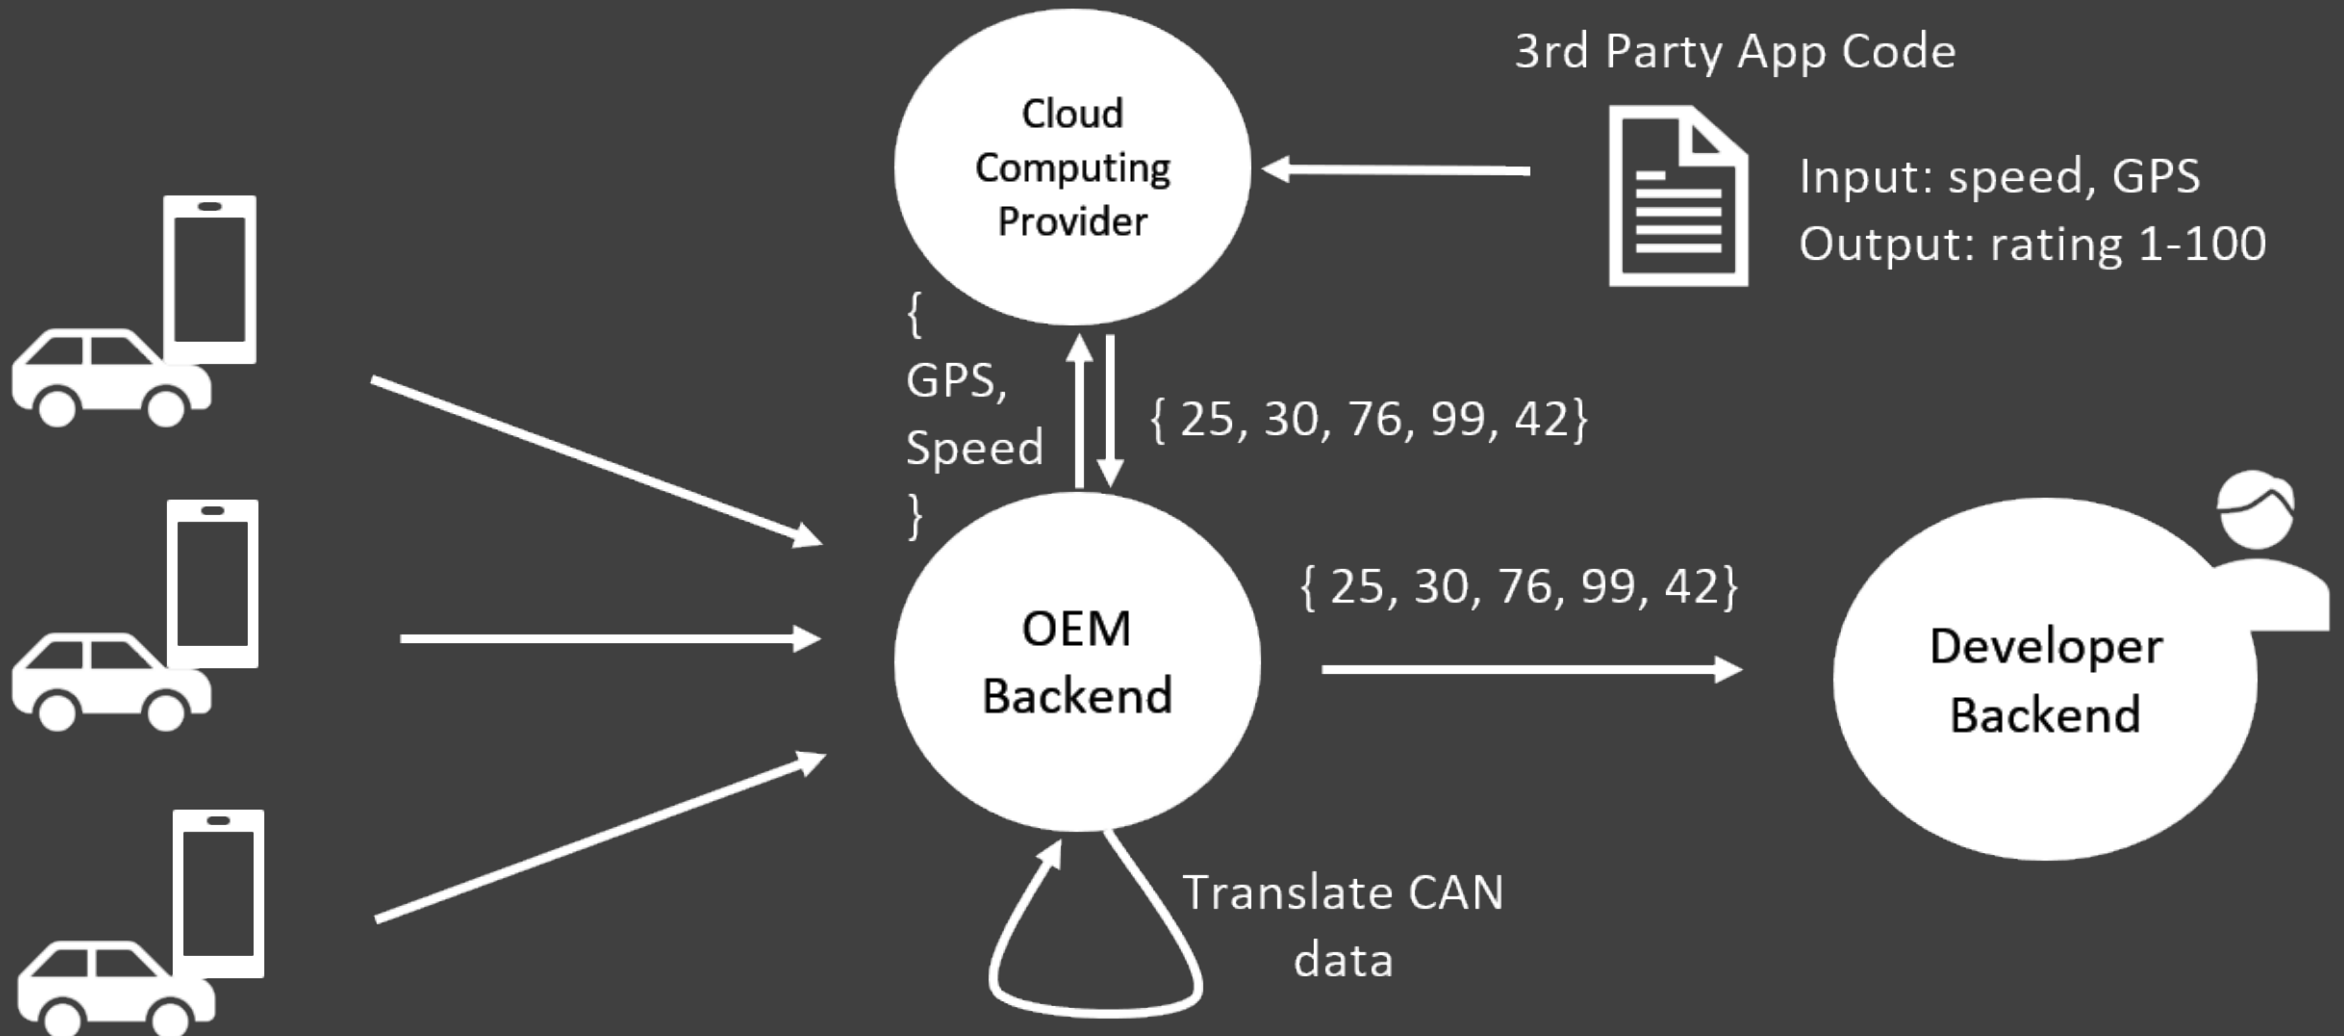 3rd Party App Code
Cloud
Computing
Provider
Input: speed, GPS
Output: rating 1-100
{
GPS,
Speed
}
{ 25, 30, 76, 99, 42}
{ 25, 30, 76, 99, 42}
OEM
Backend
Developer
Backend
Translate CAN
data